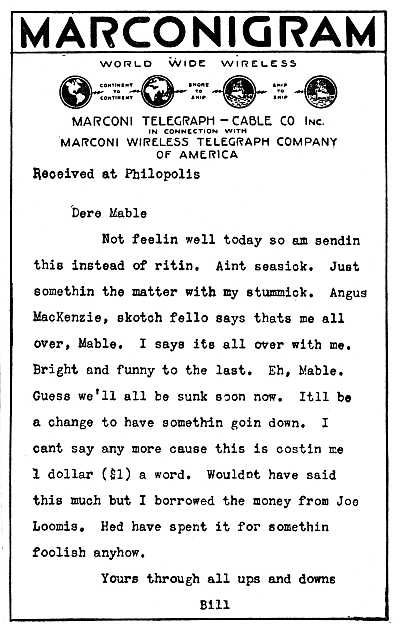 MARCONIGRAM
WORLD WIDE WIRELESS
CONTINENT TO CONTINENT SHORE TO SHIP SHIP TO SHIP
MARCONI TELEGRAPH – CABLE CO INC.
IN CONNECTION WITH
MARCONI WIRELESS TELEGRAPH COMPANY
OF AMERICA
Received at Philopolis
Dere Mable
Not feelin well today so am sendin
this instead of ritin. Aint seasick. Just
somethin the matter with my stummick. Angus
MacKenzie, skotch fello says thats me all
over, Mable. I says its all over with me.
Bright and funny to the last. Eh, Mable.
Guess we'll all be sunk soon now. Itll be
a change to have somethin goin down. I
cant say any more cause this is costin me
1 dollar ($1) a word. Wouldnt have said
this much but I borrowed the money from Joe
Loomis. Hed have spent it for somethin
foolish anyhow.
Yours through all ups and downs
Bill